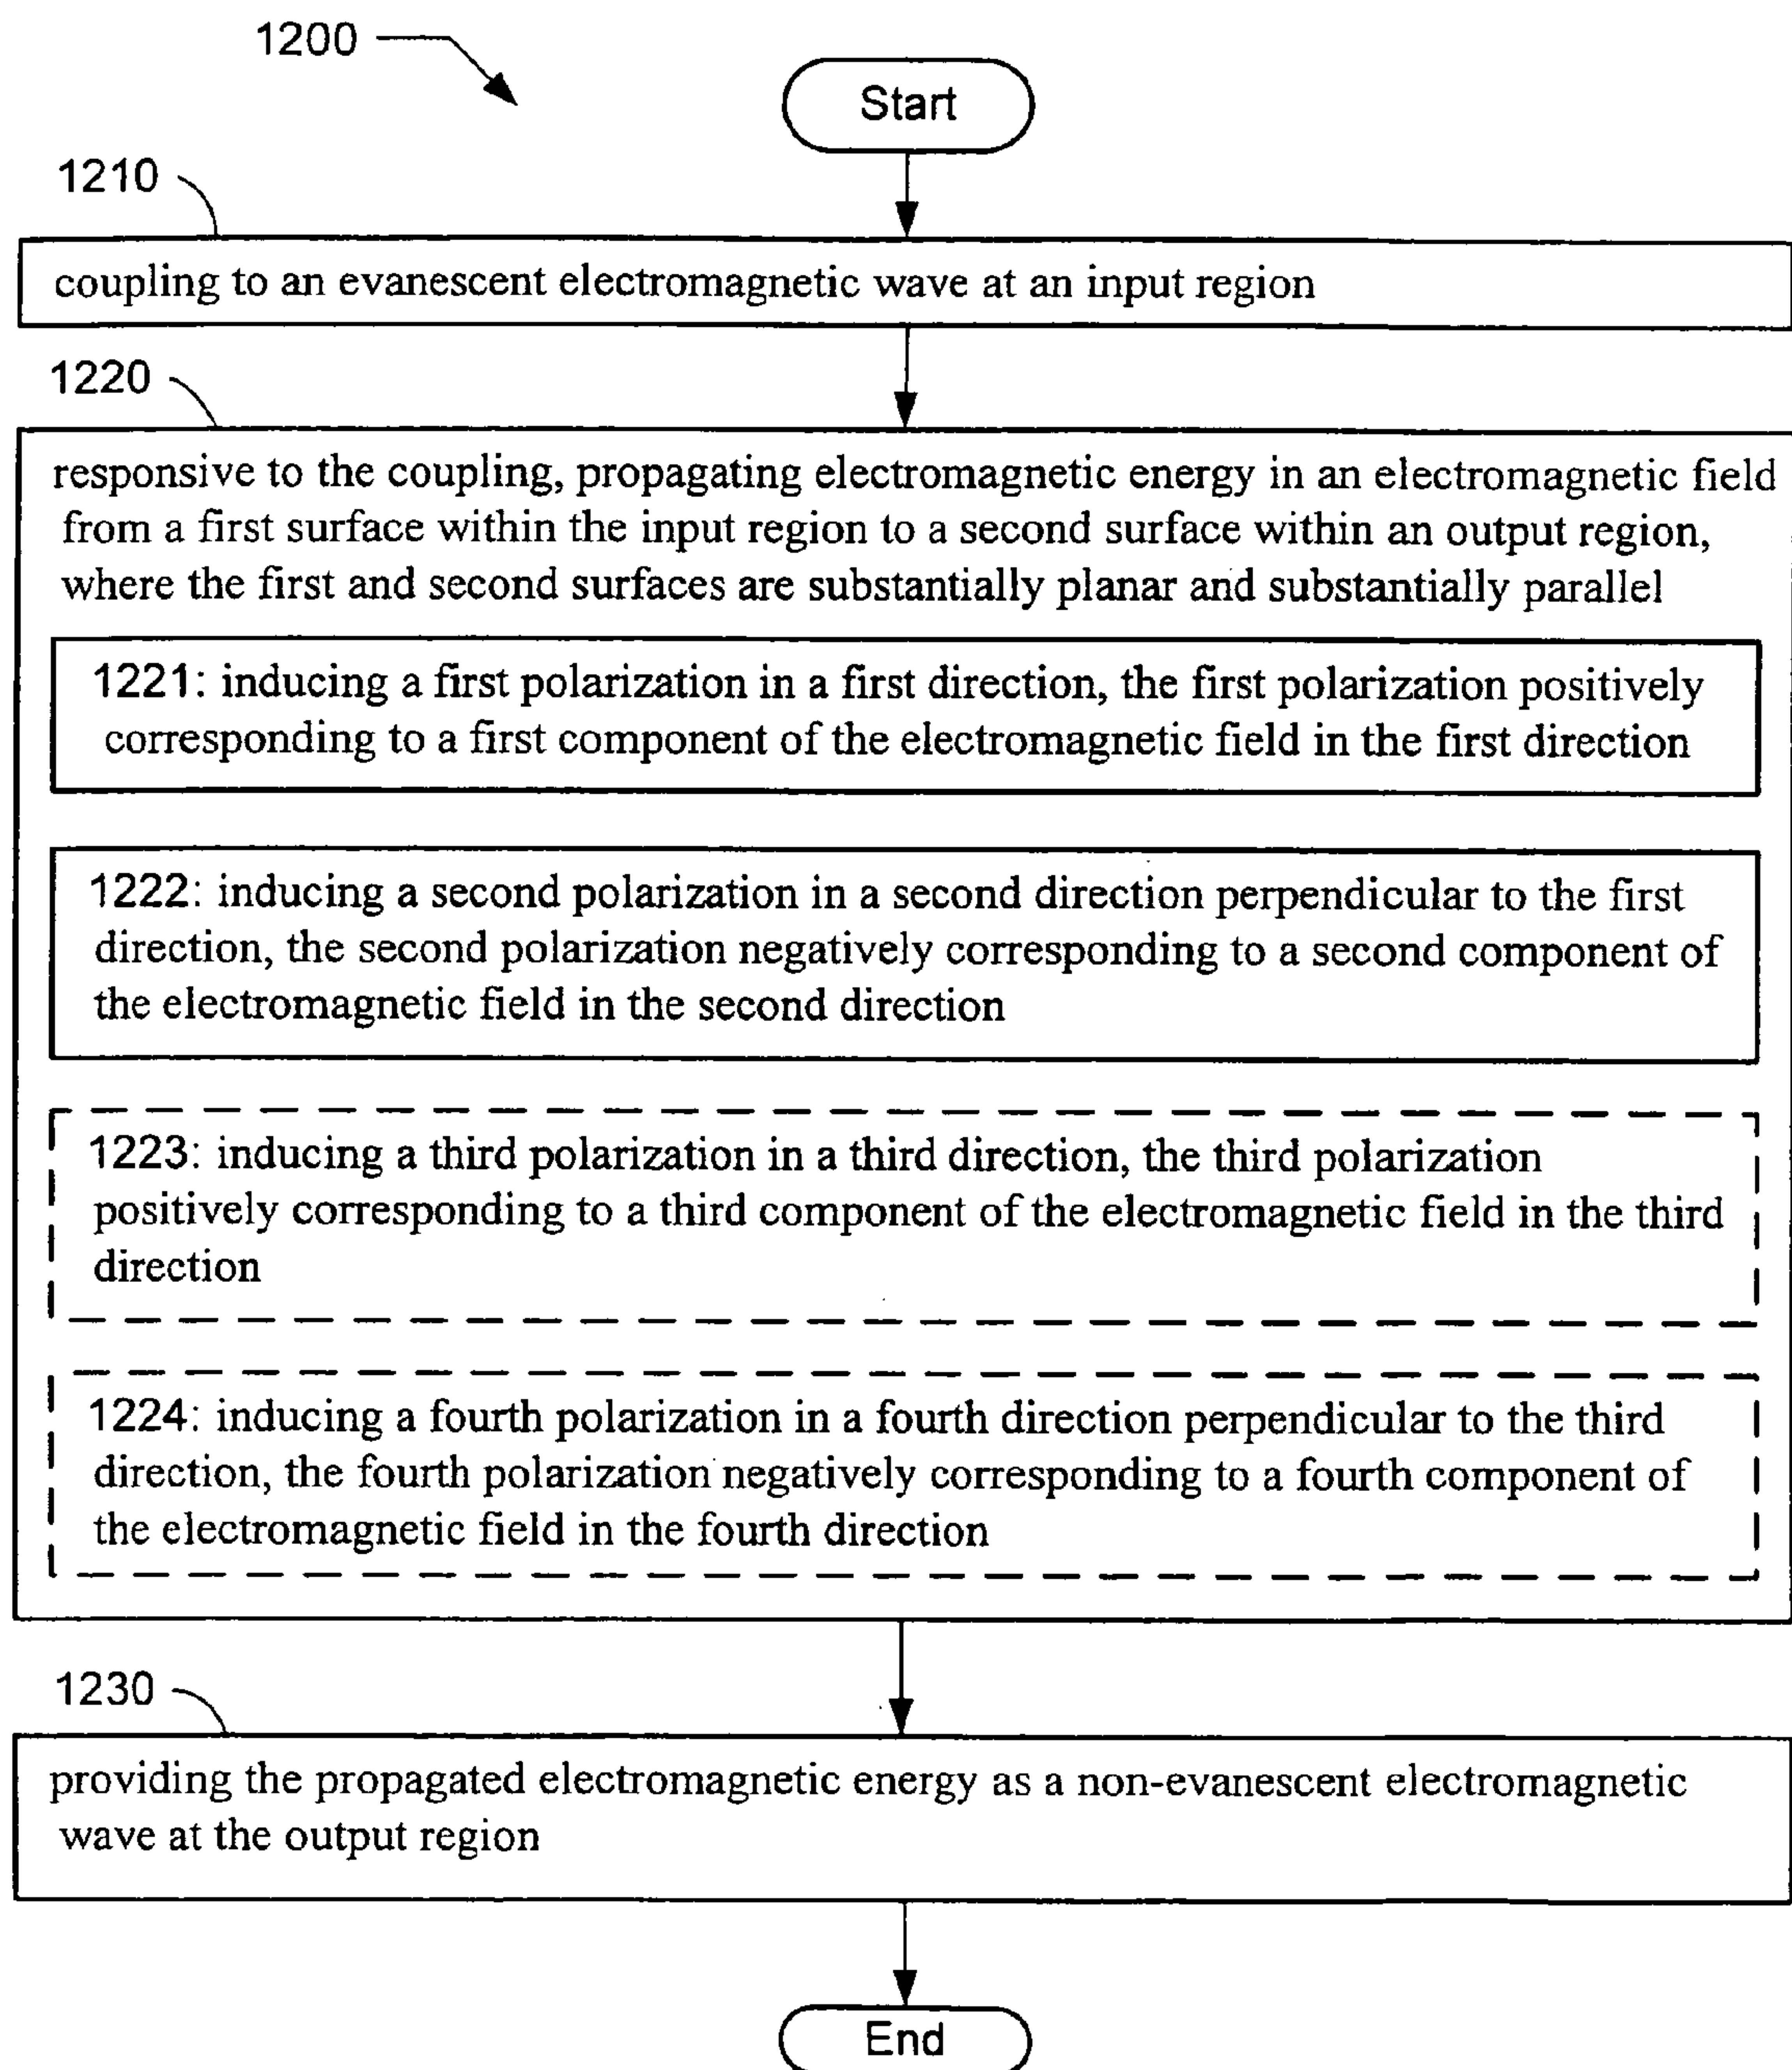 1200
Start
1210
coupling to an evanescent electromagnetic wave at an input region
1220
responsive to the coupling, propagating electromagnetic energy in an electromagnetic field
from a first surface within the input region to a second surface within an output region,
where the first and second surfaces are substantially planar and substantially parallel
1221: inducing a first polarization in a first direction, the first polarization positively
corresponding to a first component of the electromagnetic field in the first direction
1222: inducing a second polarization in a second direction perpendicular to the first
direction, the second polarization negatively corresponding to a second component of
the electromagnetic field in the second direction
1223: inducing a third polarization in a third direction, the third polarization
positively corresponding to a third component of the electromagnetic field in the third
direction
1224: inducing a fourth polarization in a fourth direction perpendicular to the third
direction, the fourth polarization negatively corresponding to a fourth component of
the electromagnetic field in the fourth direction
1230
providing the propagated electromagnetic energy as a non-evanescent electromagnetic
wave at the output region
End